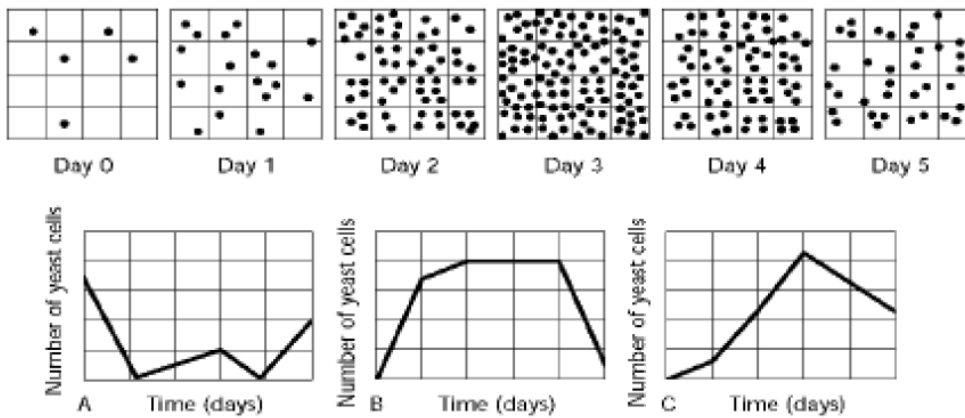 Day 0 Day 1 Day 2 Day 3 Day 4 Day 5
Number of yeast cells
A Time (days)
Number of yeast cells
B Time (days)
Number of yeast cells
C Time (days)